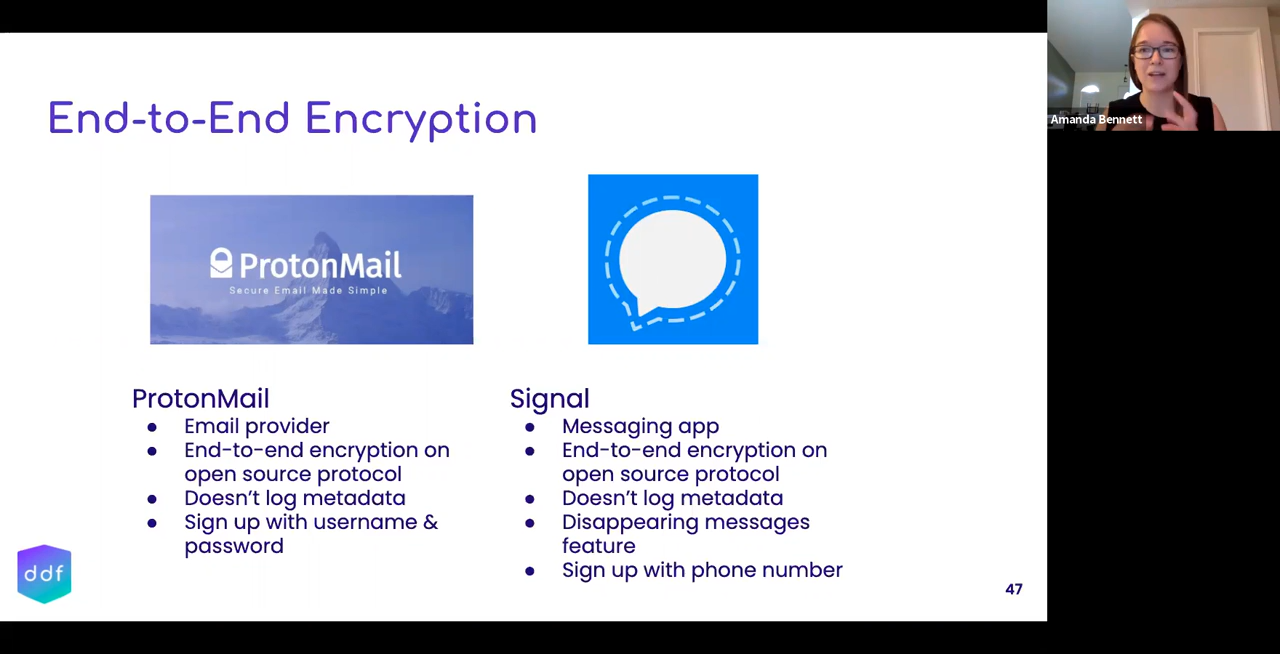 End-to-End Encryption
ProtonMail
Secure Email Made Simple
ProtonMail
● Email provider
● End-to-end encryption on
open source protocol
● Doesn't log metadata
● Sign up with username &
password
Signal
● Messaging app
● End-to-end encryption on
open source protocol
● Doesn't log metadata
● Disappearing messages
feature
● Sign up with phone number
ddf
47
Amanda Bennett